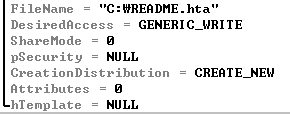 FileName = "C:₩README.hta"
DesiredAccess = GENERIC_WRITE
ShareMode = 0
pSecurity = NULL
CreationDistribution = CREATE_NEW
Attributes = 0
hTemplate = NULL